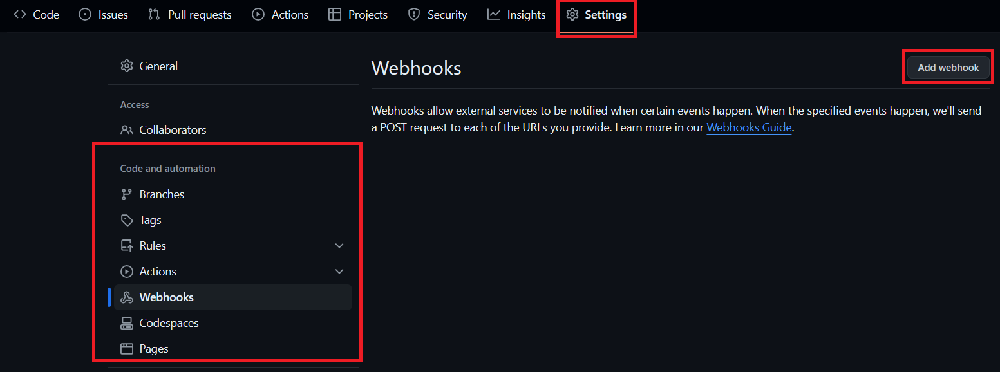 Code Issues Pull requests Actions Projects Security Insights Settings
General
Access
Collaborators
Code and automation
Branches
Tags
Rules
Actions
Webhooks
Codespaces
Pages
Webhooks
Add webhook
Webhooks allow external services to be notified when certain events happen. When the specified events happen, we'll send
a POST request to each of the URLs you provide. Learn more in our Webhooks Guide.